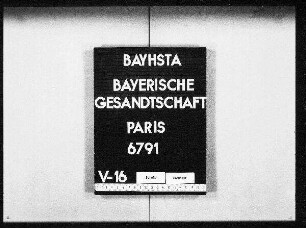 BAYHSTA
BAYERISCHE
GESANDTSCHAFT
PARIS
6791
V-16